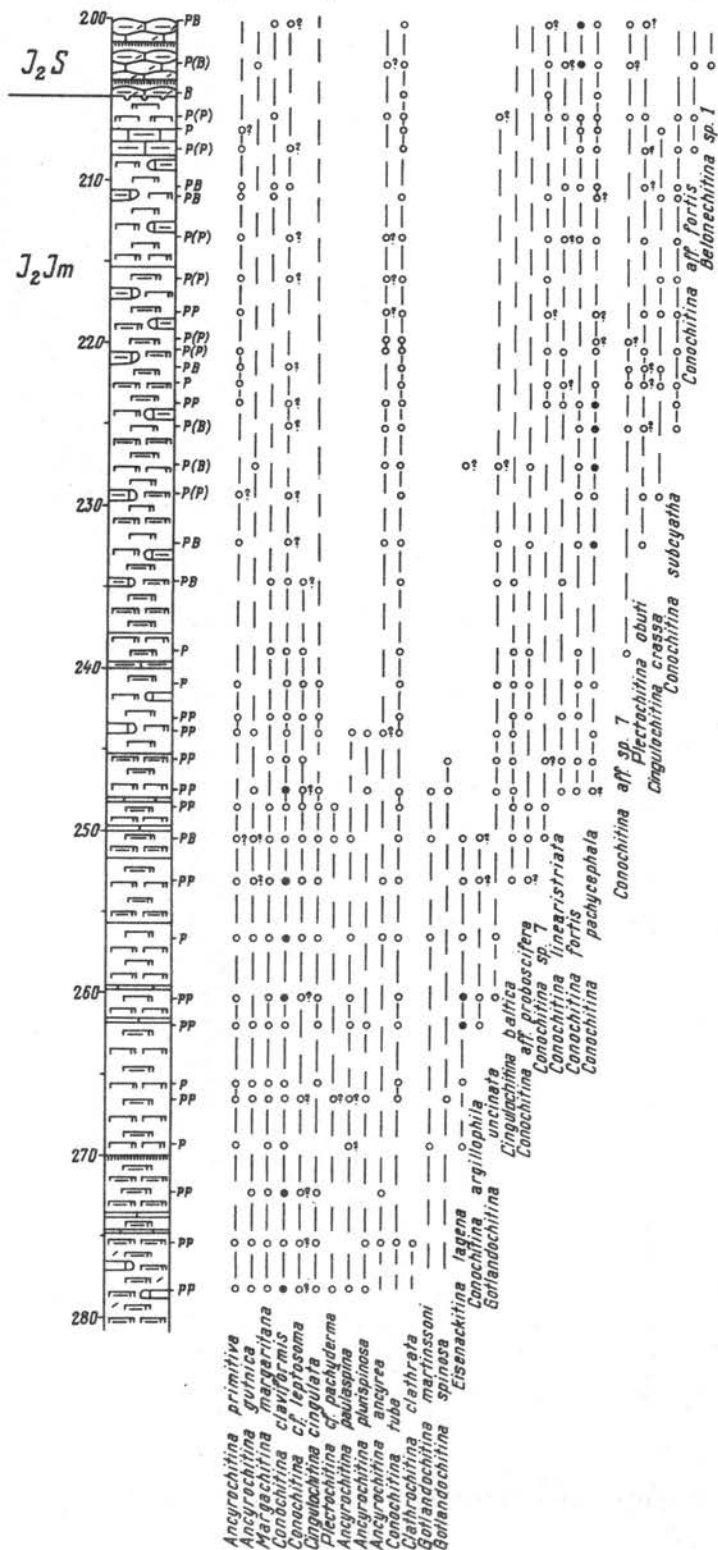 200
PB
J₂S
P(B)
B
P(P)
P
P(P)
210
PB
PB
P(P)
J₂Jm
P(P)
PP
220
P(P)
P(P)
PB
P
PP
P(B)
P(B)
P(P)
230
PB
PB
P
240
P
PP
PP
PP
PP
PP
250
PB
PP
P
260
PP
PP
P
PP
P
270
PP
PP
PP
280
Ancyrochitina primitiva
Ancyrochitina gutnica
Margachitina margaritana
Conochitina claviformis
Conochitina cf. leptosoma
Cingulochitina cingulata
Plectochitina cf. pachyderma
Ancyrochitina paulaspina
Ancyrochitina plurispinosa
Ancyrochitina ancyrea
Conochitina tuba
Clathrochitina clathrata
Gotlandochitina martinssoni
Gotlandochitina spinosa
Eisenackitina lagena
Conochitina argillophila
Gotlandochitina uncinata
Cingulochitina baltica
Conochitina aff. proboscifera
Conochitina sp. 7
Conochitina linearistriata
Conochitina fortis
Conochitina pachycephala
Conochitina aff. sp. 7
Plectochitina obuti
Cingulochitina crassa
Conochitina subcyatha
Conochitina aff. fortis
Belonechitina sp. 1